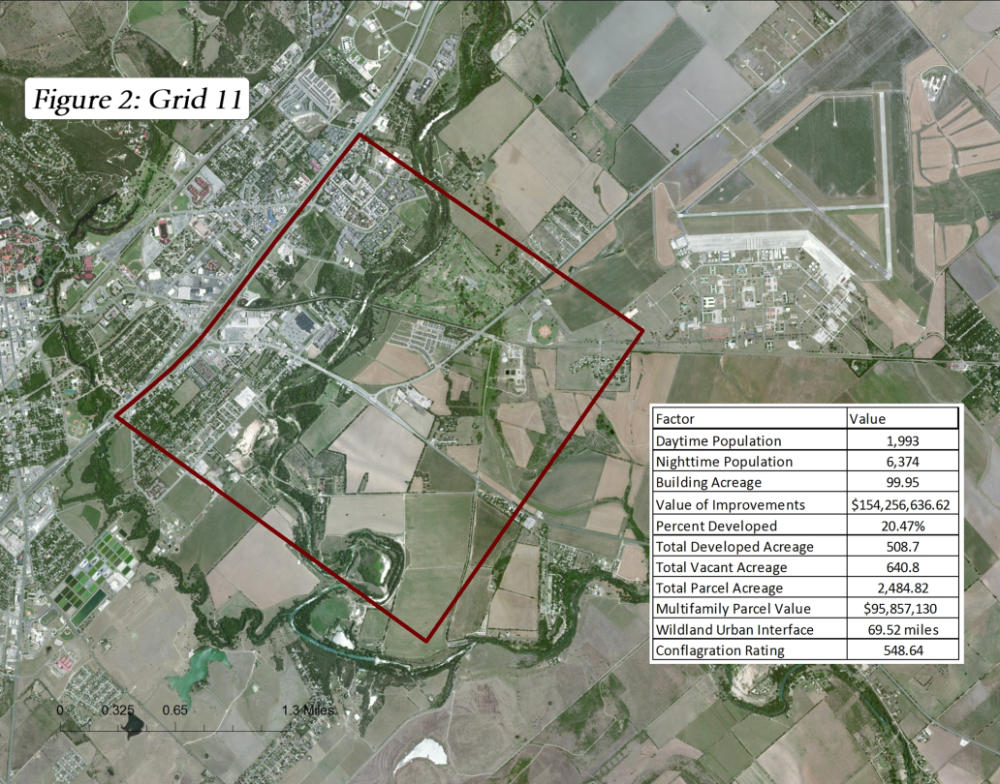 Figure 2: Grid 11
Factor Value
Daytime Population 1,993
Nighttime Population 6,374
Building Acreage 99.95
Value of Improvements $154,256,636.62
Percent Developed 20.47%
Total Developed Acreage 508.7
Total Vacant Acreage 640.8
Total Parcel Acreage 2,484.82
Multifamily Parcel Value $95,857,130
Wildland Urban Interface 69.52 miles
Conflagration Rating 548.64
0 0.325 0.65 1.3 Miles